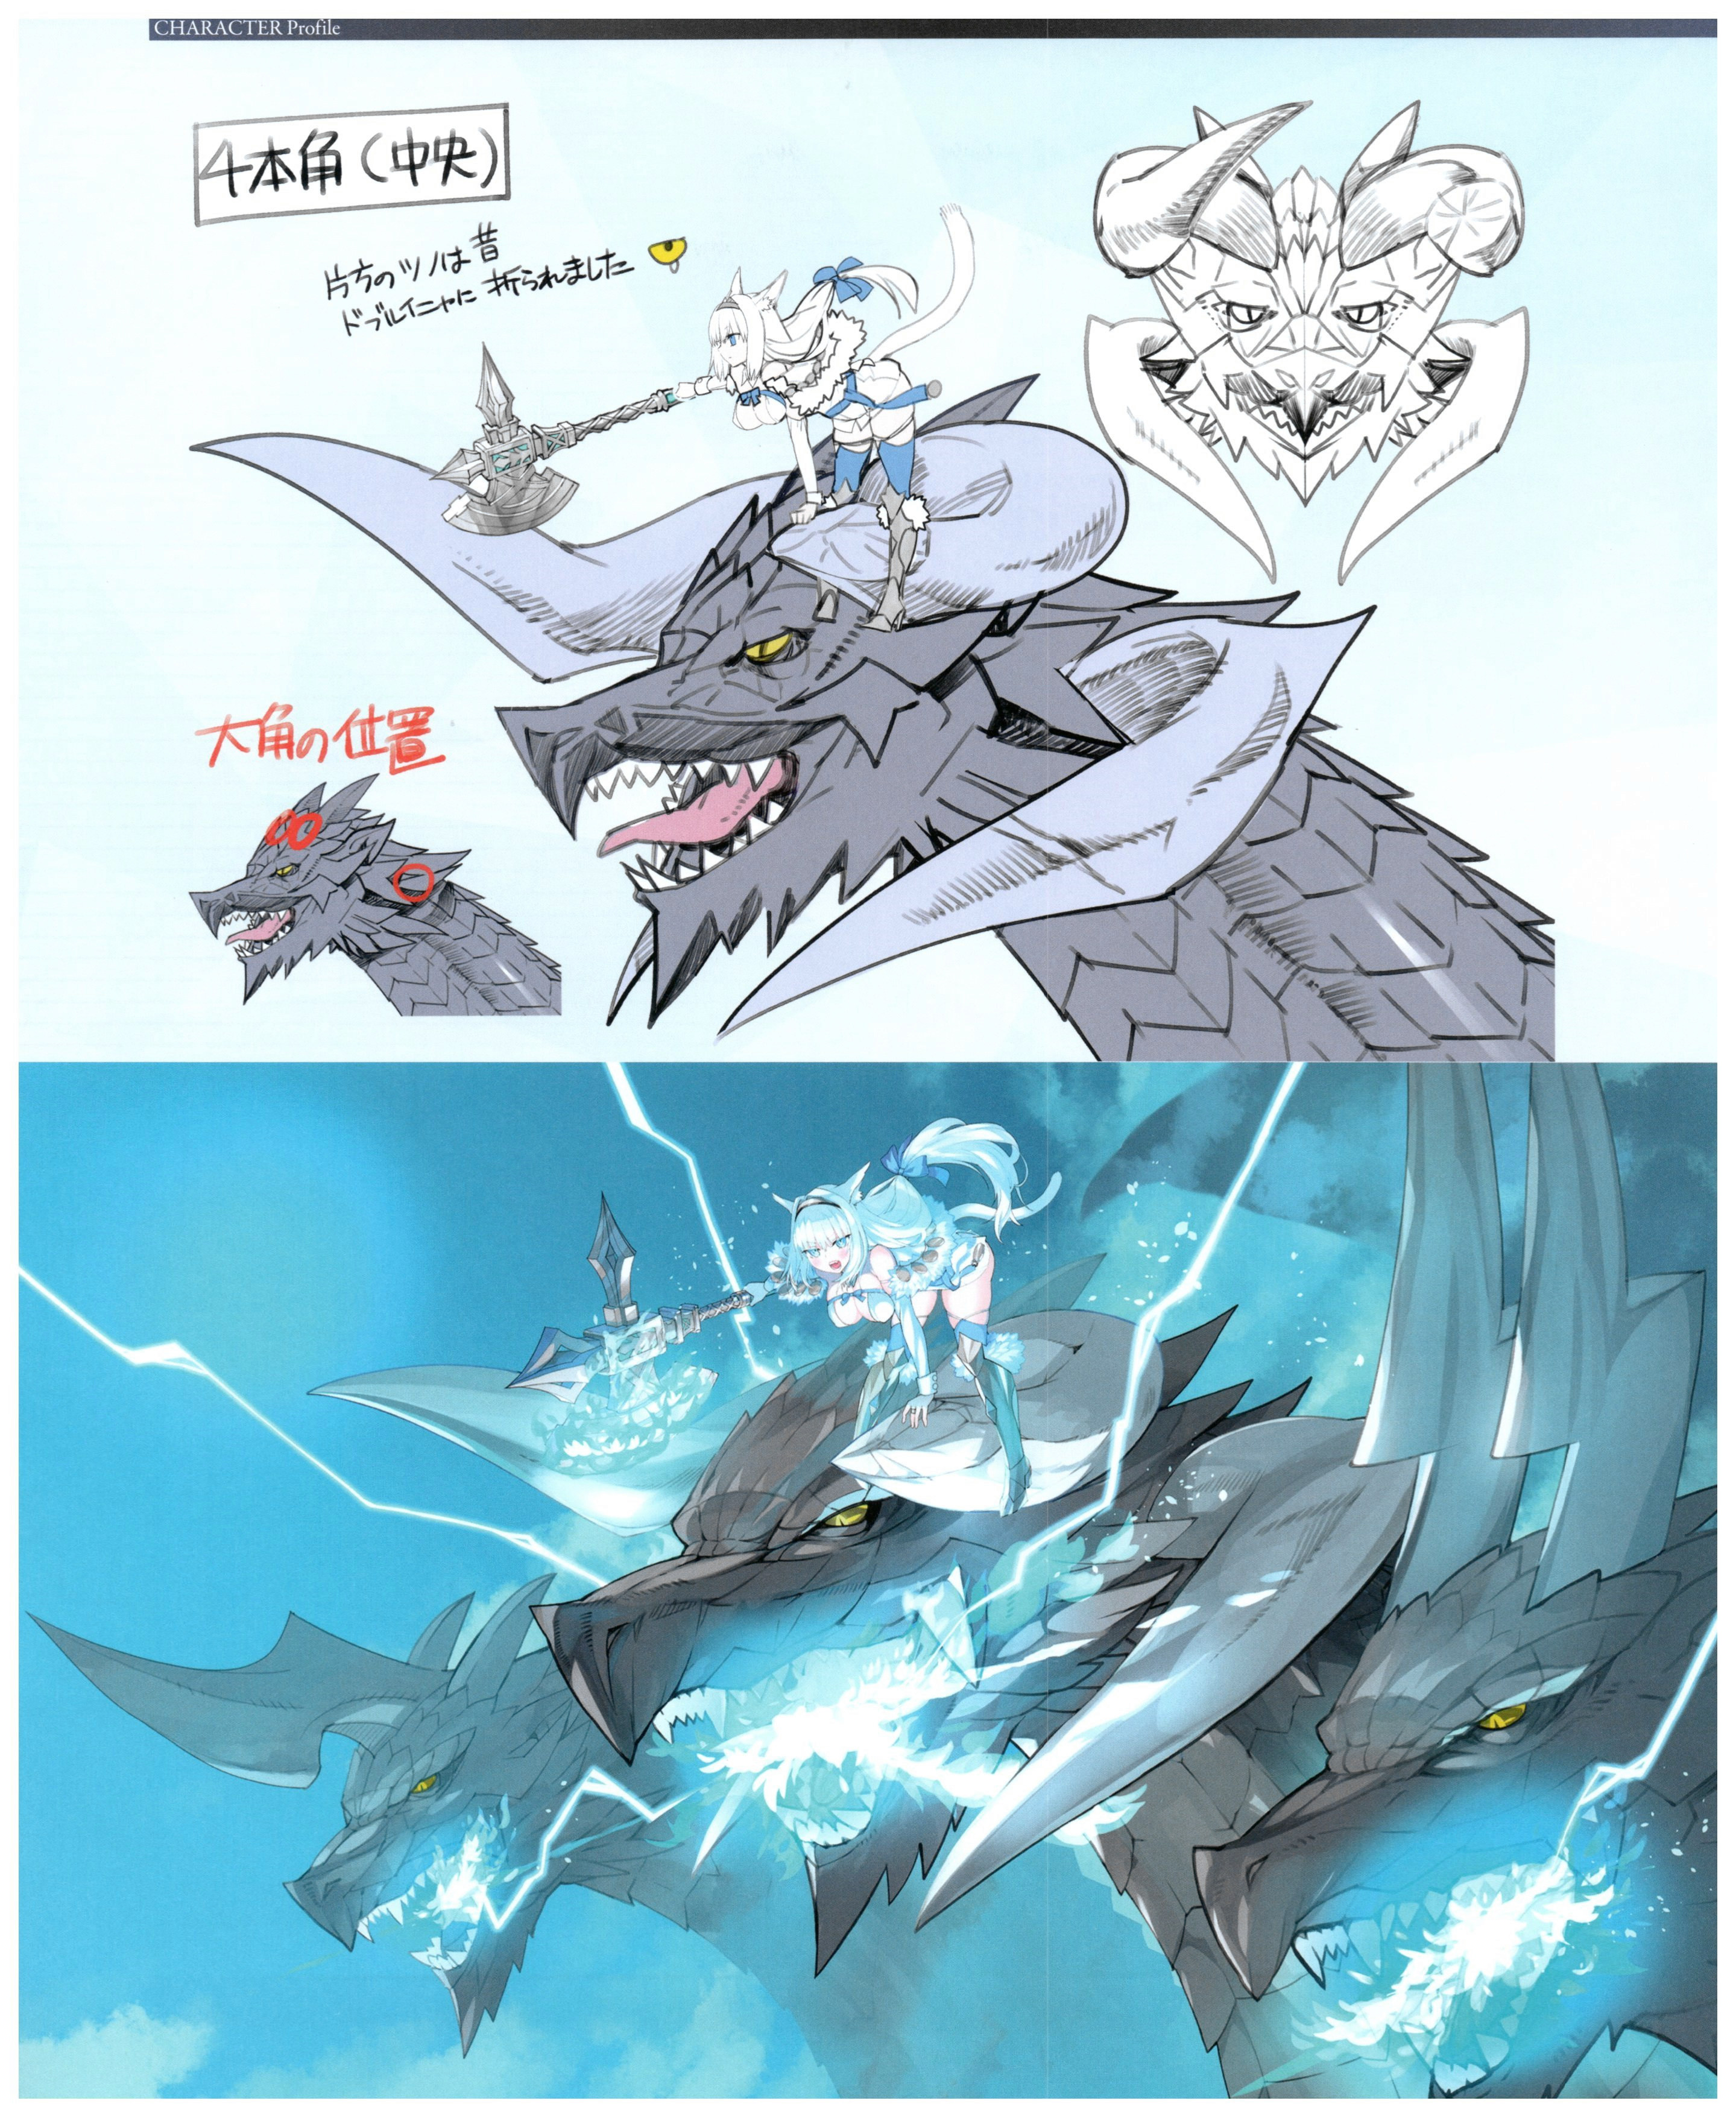 CHARACTER Profile
4本角(中央)
片方のツノは昔
ドブルイニャに折られました
大角の位置